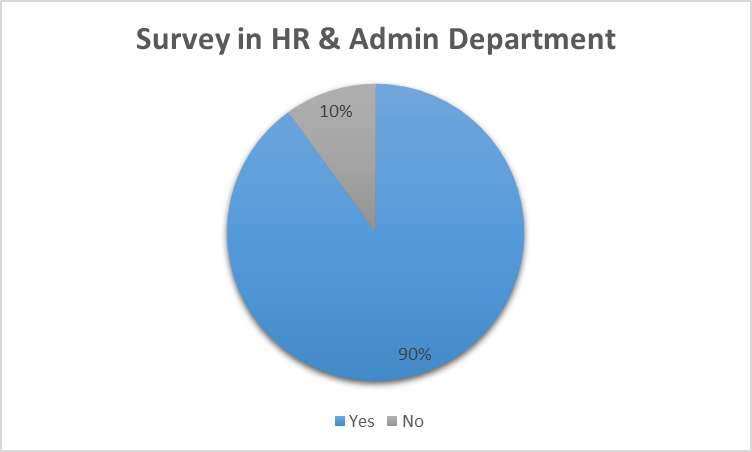 Survey in HR & Admin Department
10%
90%
Yes No